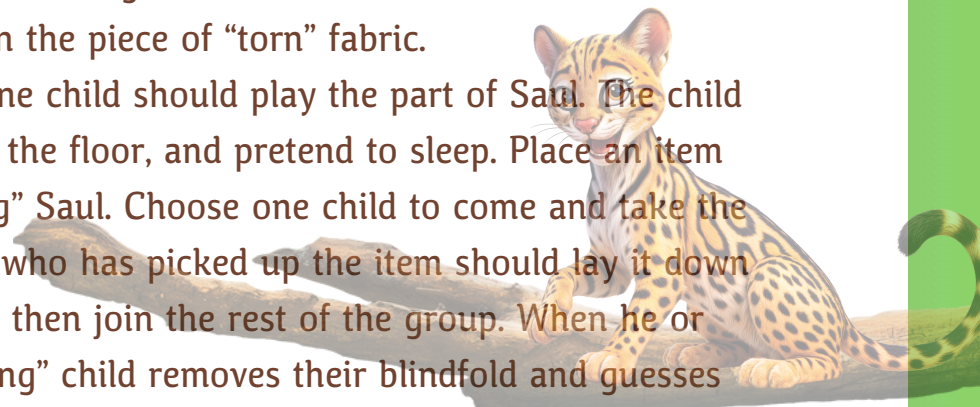 n the piece of “torn” fabric.
ne child should play the part of Saul. The child
the floor, and pretend to sleep. Place an item
g” Saul. Choose one child to come and take the
who has picked up the item should lay it down
then join the rest of the group. When he or
ng” child removes their blindfold and guesses